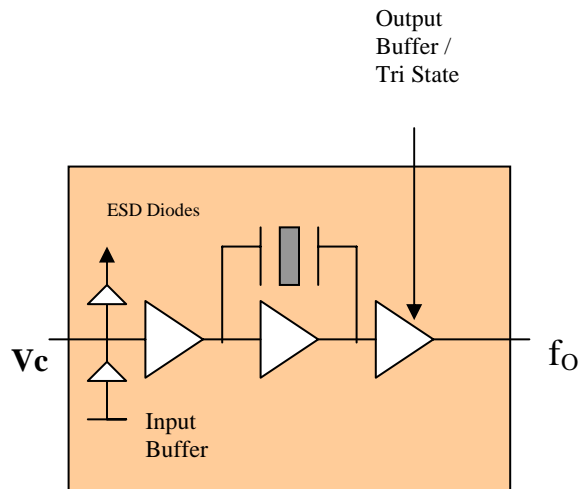 Output
Buffer /
Tri State
ESD Diodes
Vc
fO
Input
Buffer